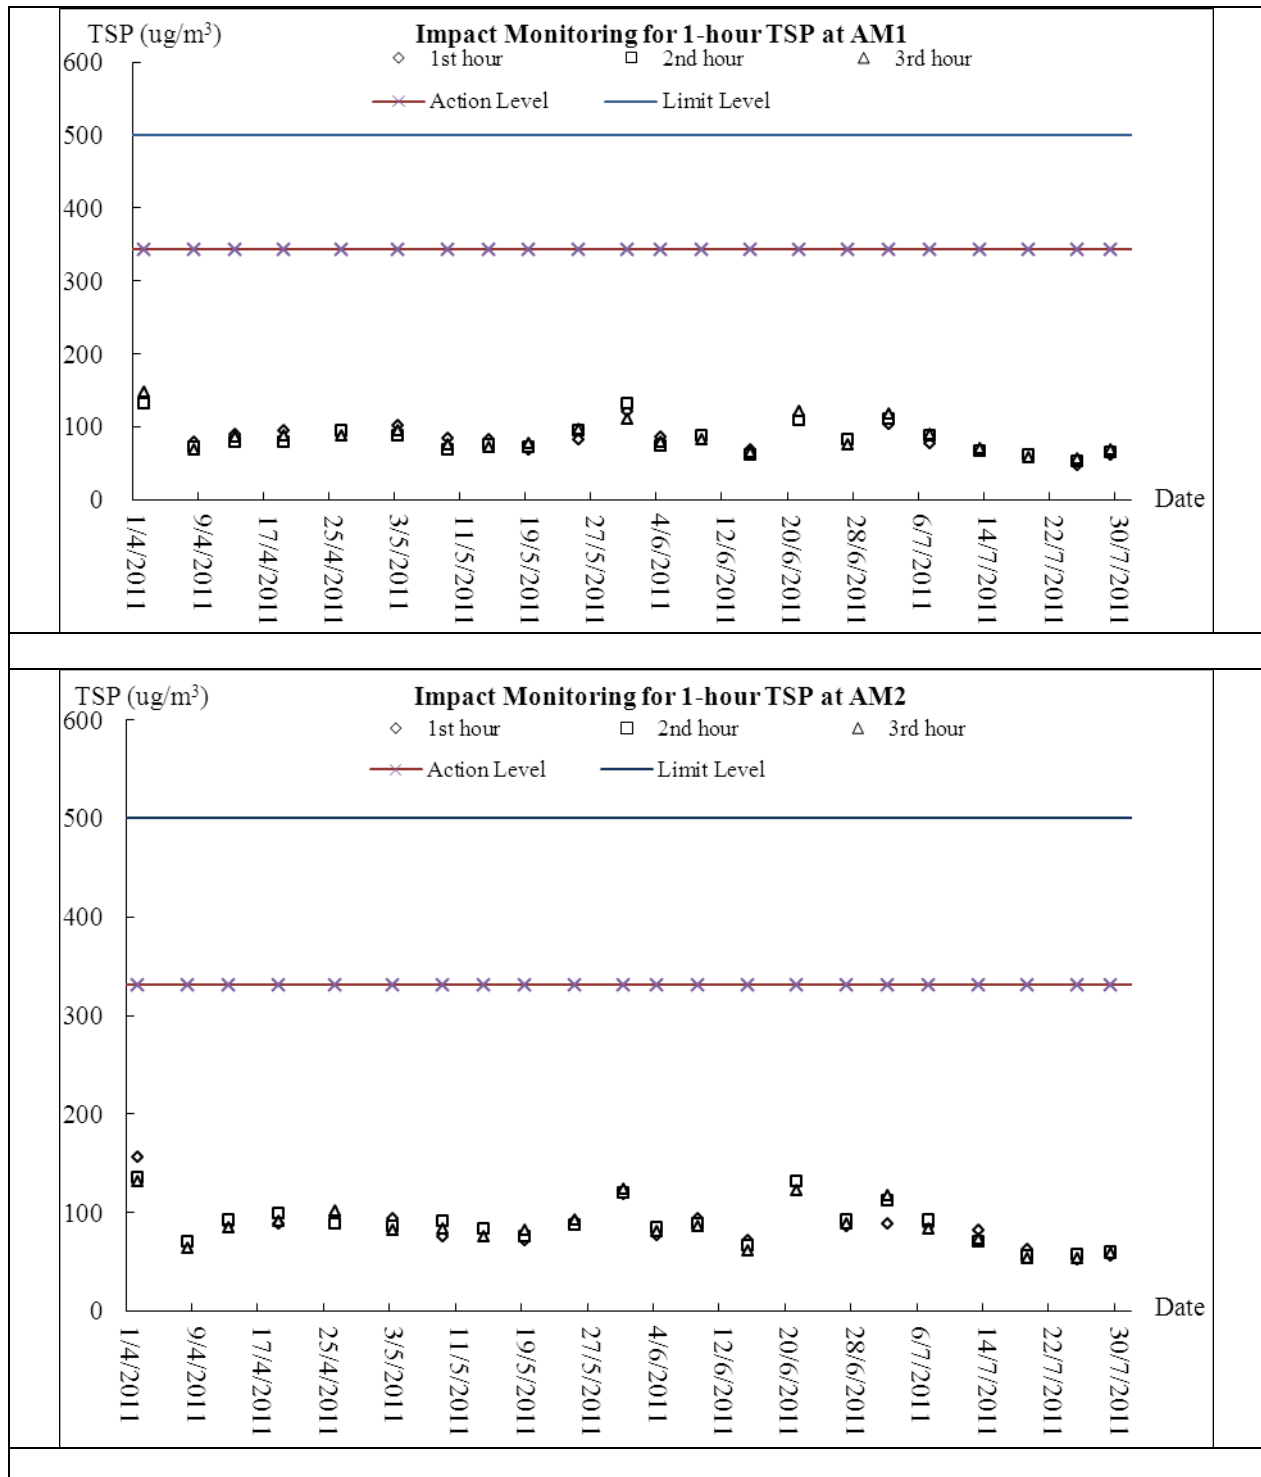 TSP (ug/m³) Impact Monitoring for 1-hour TSP at AM1
1st hour 2nd hour 3rd hour
Action Level Limit Level
600
500
400
300
200
100
0
Date
1/4/2011 9/4/2011 17/4/2011 25/4/2011 3/5/2011 11/5/2011 19/5/2011 27/5/2011 4/6/2011 12/6/2011 20/6/2011 28/6/2011 6/7/2011 14/7/2011 22/7/2011 30/7/2011
TSP (ug/m³) Impact Monitoring for 1-hour TSP at AM2
1st hour 2nd hour 3rd hour
Action Level Limit Level
600
500
400
300
200
100
0
Date
1/4/2011 9/4/2011 17/4/2011 25/4/2011 3/5/2011 11/5/2011 19/5/2011 27/5/2011 4/6/2011 12/6/2011 20/6/2011 28/6/2011 6/7/2011 14/7/2011 22/7/2011 30/7/2011